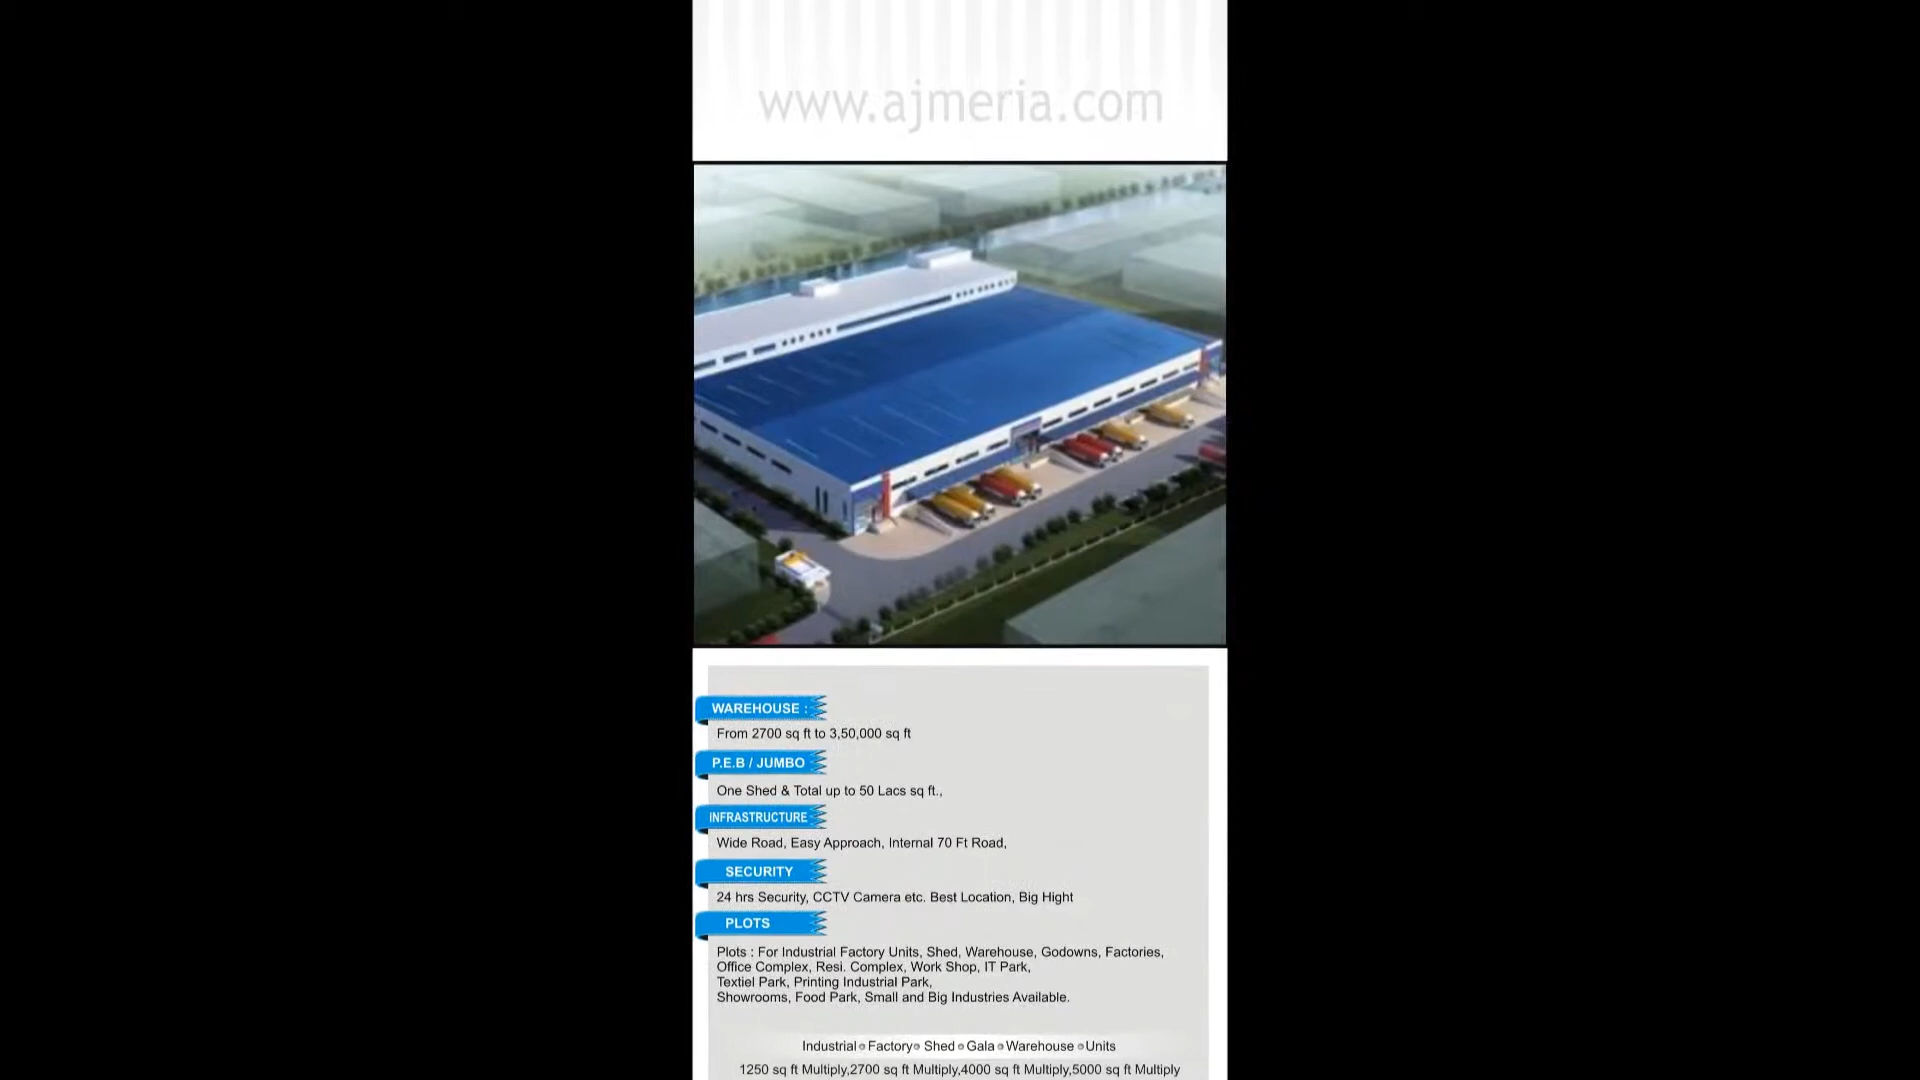 www.ajmeria.com
WAREHOUSE :
From 2700 sq ft to 3,50,000 sq ft
P.E.B / JUMBO
One Shed & Total up to 50 Lacs sq ft.,
INFRASTRUCTURE
Wide Road, Easy Approach, Internal 70 Ft Road,
SECURITY
24 hrs Security, CCTV Camera etc. Best Location, Big Hight
PLOTS
Plots : For Industrial Factory Units, Shed, Warehouse, Godowns, Factories,
Office Complex, Resi. Complex, Work Shop, IT Park,
Textiel Park, Printing Industrial Park,
Showrooms, Food Park, Small and Big Industries Available.
Industrial Factory Shed Gala Warehouse Units
1250 sq ft Multiply,2700 sq ft Multiply,4000 sq ft Multiply,5000 sq ft Multiply